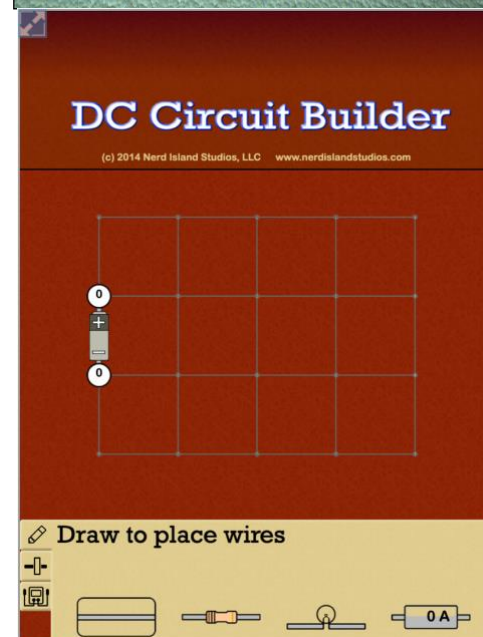 DC Circuit Builder
(c) 2014 Nerd Island Studios, LLC www.nerdislandstudios.com
0
+
−
0
Draw to place wires
0 A